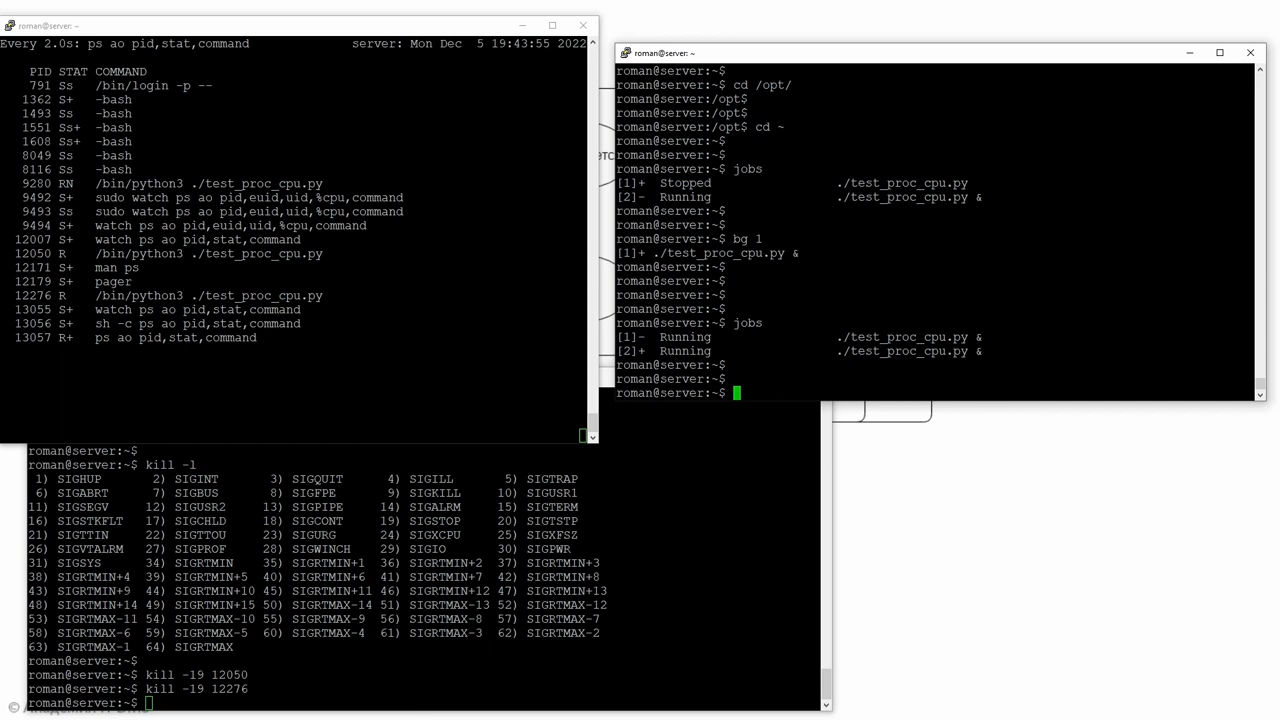 roman@server: ~
Every 2.0s: ps ao pid,stat,command server: Mon Dec 5 19:43:55 2022
PID STAT COMMAND
791 Ss /bin/login -p --
1362 S+ -bash
1493 Ss -bash
1551 Ss+ -bash
1608 Ss+ -bash
8049 Ss -bash
8116 Ss -bash
9280 RN /bin/python3 ./test_proc_cpu.py
9492 S+ sudo watch ps ao pid,euid,uid,%cpu,command
9493 Ss sudo watch ps ao pid,euid,uid,%cpu,command
9494 S+ watch ps ao pid,euid,uid,%cpu,command
12007 S+ watch ps ao pid,stat,command
12050 R /bin/python3 ./test_proc_cpu.py
12171 S+ man ps
12179 S+ pager
12276 R /bin/python3 ./test_proc_cpu.py
13055 S+ watch ps ao pid,stat,command
13056 S+ sh -c ps ao pid,stat,command
13057 R+ ps ao pid,stat,command
roman@server: ~
roman@server:~$
roman@server:~$ cd /opt/
roman@server:/opt$
roman@server:/opt$
roman@server:/opt$ cd ~
roman@server:~$
roman@server:~$
roman@server:~$ jobs
[1]+ Stopped ./test_proc_cpu.py
[2]- Running ./test_proc_cpu.py &
roman@server:~$
roman@server:~$
roman@server:~$ bg 1
[1]+ ./test_proc_cpu.py &
roman@server:~$
roman@server:~$
roman@server:~$
roman@server:~$
roman@server:~$ jobs
[1]- Running ./test_proc_cpu.py &
[2]+ Running ./test_proc_cpu.py &
roman@server:~$
roman@server:~$
roman@server:~$
roman@server:~$
roman@server:~$ kill -l
1) SIGHUP 2) SIGINT 3) SIGQUIT 4) SIGILL 5) SIGTRAP
6) SIGABRT 7) SIGBUS 8) SIGFPE 9) SIGKILL 10) SIGUSR1
11) SIGSEGV 12) SIGUSR2 13) SIGPIPE 14) SIGALRM 15) SIGTERM
16) SIGSTKFLT 17) SIGCHLD 18) SIGCONT 19) SIGSTOP 20) SIGTSTP
21) SIGTTIN 22) SIGTTOU 23) SIGURG 24) SIGXCPU 25) SIGXFSZ
26) SIGVTALRM 27) SIGPROF 28) SIGWINCH 29) SIGIO 30) SIGPWR
31) SIGSYS 34) SIGRTMIN 35) SIGRTMIN+1 36) SIGRTMIN+2 37) SIGRTMIN+3
38) SIGRTMIN+4 39) SIGRTMIN+5 40) SIGRTMIN+6 41) SIGRTMIN+7 42) SIGRTMIN+8
43) SIGRTMIN+9 44) SIGRTMIN+10 45) SIGRTMIN+11 46) SIGRTMIN+12 47) SIGRTMIN+13
48) SIGRTMIN+14 49) SIGRTMIN+15 50) SIGRTMAX-14 51) SIGRTMAX-13 52) SIGRTMAX-12
53) SIGRTMAX-11 54) SIGRTMAX-10 55) SIGRTMAX-9 56) SIGRTMAX-8 57) SIGRTMAX-7
58) SIGRTMAX-6 59) SIGRTMAX-5 60) SIGRTMAX-4 61) SIGRTMAX-3 62) SIGRTMAX-2
63) SIGRTMAX-1 64) SIGRTMAX
roman@server:~$
roman@server:~$ kill -19 12050
roman@server:~$ kill -19 12276
roman@server:~$